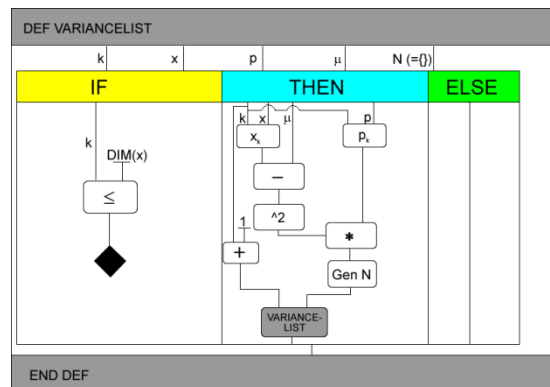 DEF VARIANCELIST
k x p μ N (={})
IF THEN ELSE
k x μ p
k
DIM(x)
xk
pk
≤
−
^2
1
*
+
Gen N
VARIANCE-
LIST
END DEF